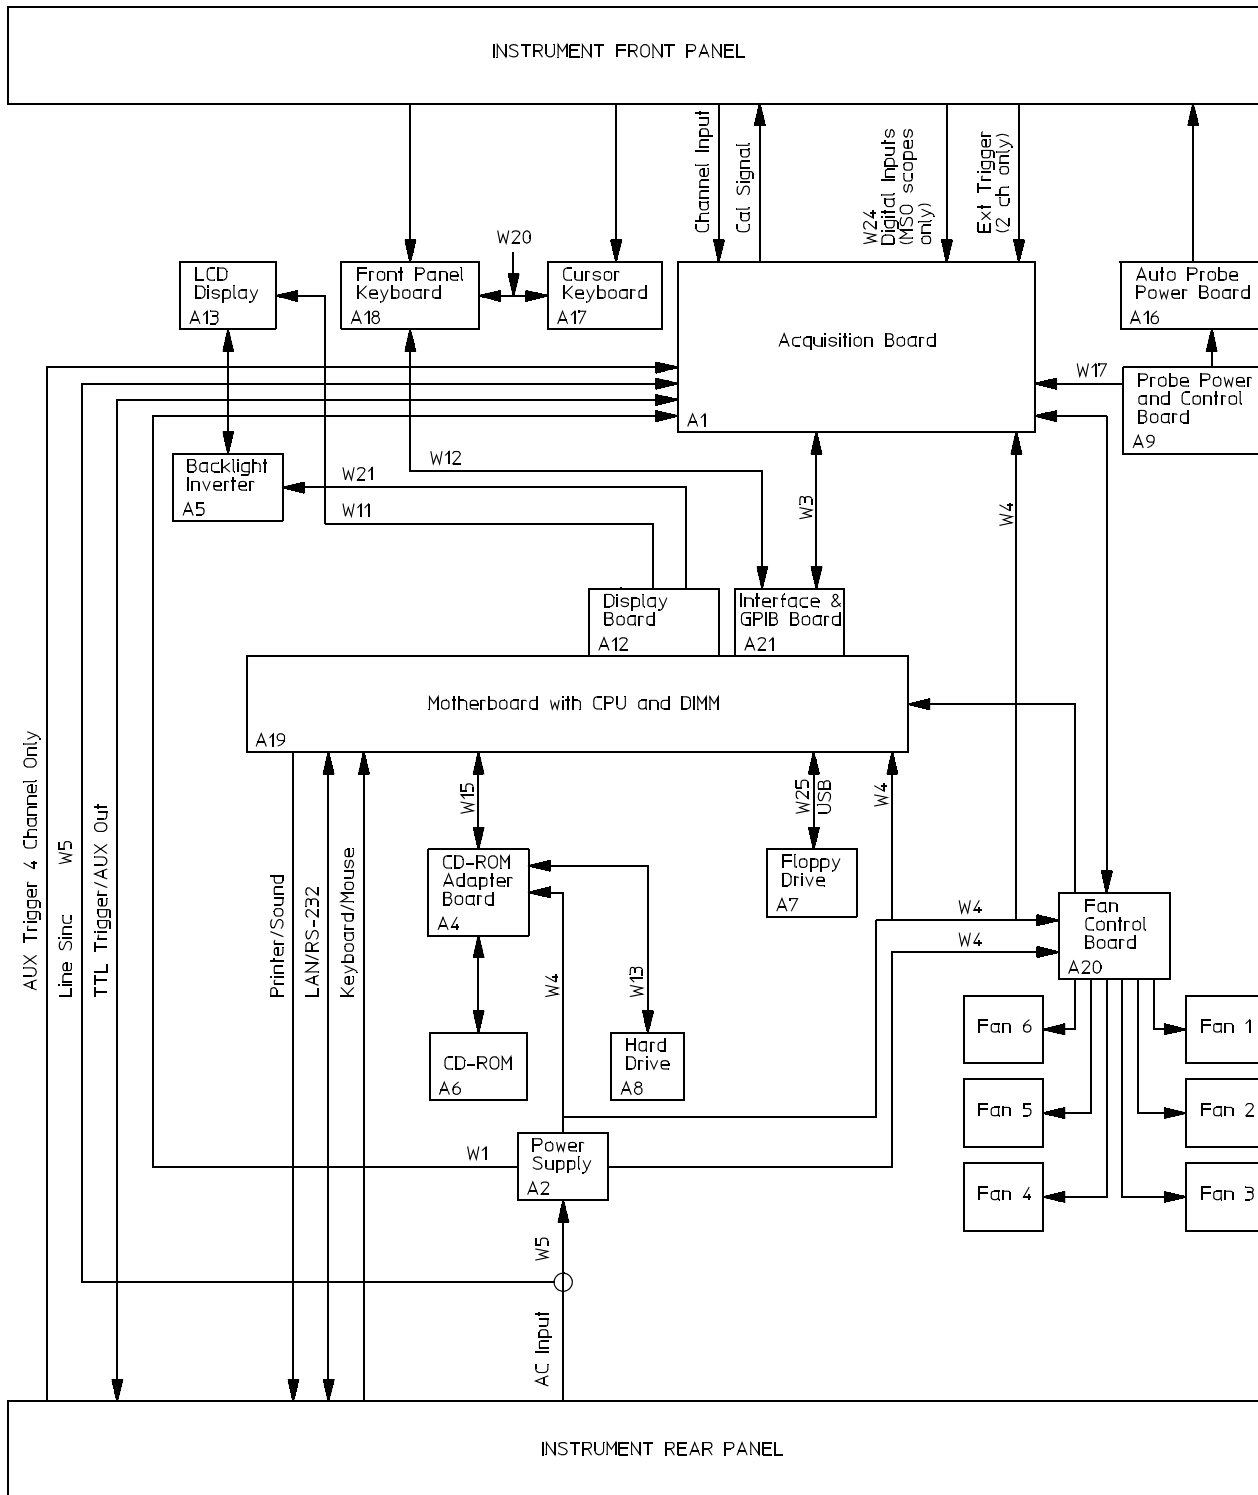 INSTRUMENT FRONT PANEL
Channel Input
Cal Signal
W24
Digital Inputs
(MSO scopes
only)
Ext Trigger
(2 ch only)
W20
LCD
Display
A13
Front Panel
Keyboard
A18
Cursor
Keyboard
A17
Acquisition Board
A1
Auto Probe
Power Board
A16
W17
Probe Power
and Control
Board
A9
Backlight
Inverter
A5
W12
W21
W11
W3
W4
Display
Board
A12
Interface &
GPIB Board
A21
Motherboard with CPU and DIMM
A19
AUX Trigger 4 Channel Only
Line Sinc W5
TTL Trigger/AUX Out
Printer/Sound
LAN/RS-232
Keyboard/Mouse
W15
W25
USB
W4
CD-ROM
Adapter
Board
A4
Floppy
Drive
A7
W4
W4
Fan
Control
Board
A20
W4
W13
CD-ROM
A6
Hard
Drive
A8
Fan 6
Fan 1
Fan 5
Fan 2
Fan 4
Fan 3
W1
Power
Supply
A2
W5
AC Input
INSTRUMENT REAR PANEL